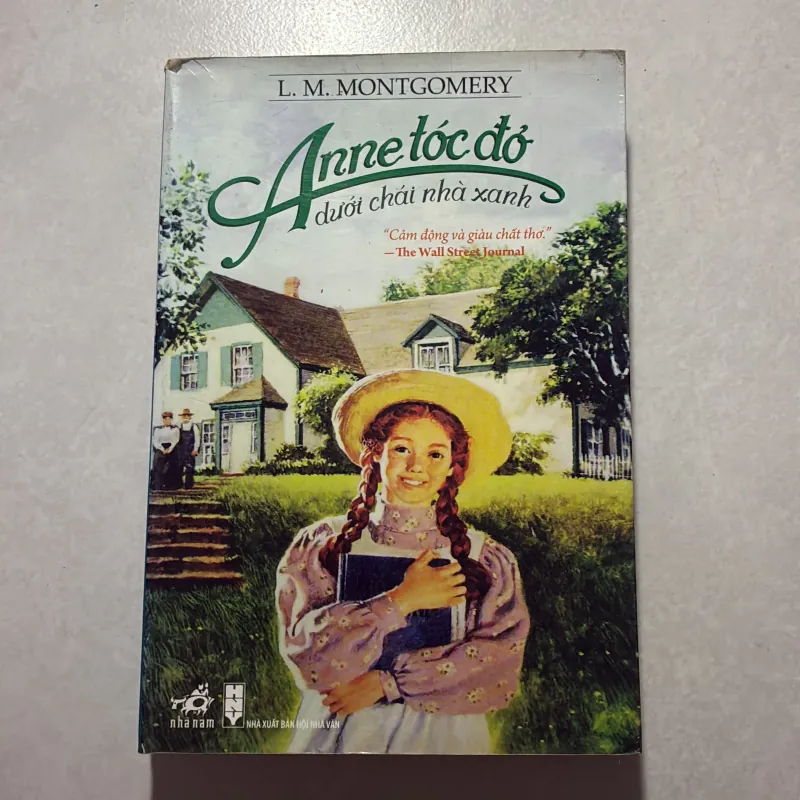 L. M. MONTGOMERY
Anne tóc đỏ
dưới chái nhà xanh
“Cảm động và giàu chất thơ.”
—The Wall Street Journal
nhã nam
HNV
NHÀ XUẤT BẢN HỘI NHÀ VĂN